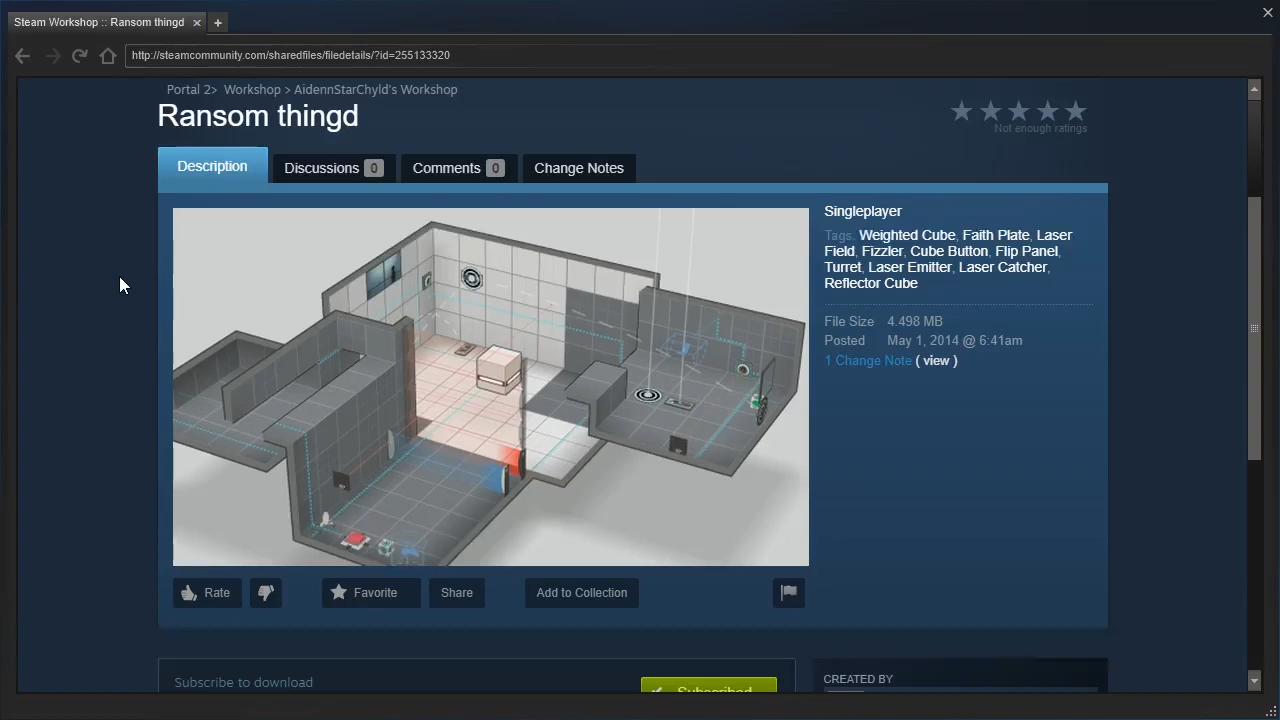 Steam Workshop :: Ransom thingd
http://steamcommunity.com/sharedfiles/filedetails/?id=255133320
Portal 2> Workshop > AidennStarChyld's Workshop
Ransom thingd
Not enough ratings
Description
Discussions 0
Comments 0
Change Notes
Singleplayer
Tags: Weighted Cube, Faith Plate, Laser
Field, Fizzler, Cube Button, Flip Panel,
Turret, Laser Emitter, Laser Catcher,
Reflector Cube
File Size 4.498 MB
Posted May 1, 2014 @ 6:41am
1 Change Note ( view )
Rate
Favorite
Share
Add to Collection
Subscribe to download
Subscribed
CREATED BY